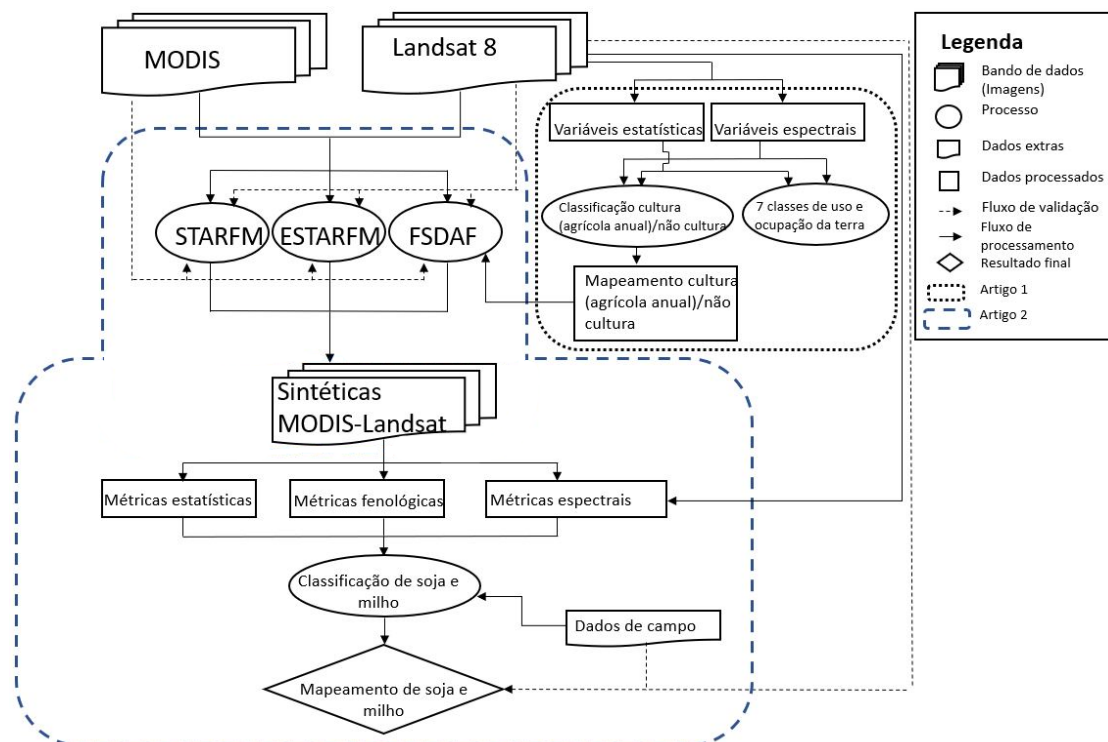 MODIS
Landsat 8
Variáveis estatísticas
Variáveis espectrais
Classificação cultura
(agrícola anual)/não
cultura
7 classes de uso e
ocupação da terra
STARFM
ESTARFM
FSDAF
Mapeamento cultura
(agrícola anual)/não
cultura
Sintéticas
MODIS-Landsat
Métricas estatísticas
Métricas fenológicas
Métricas espectrais
Classificação de soja e
milho
Dados de campo
Mapeamento de soja e
milho
Legenda
Bando de dados
(Imagens)
Processo
Dados extras
Dados processados
Fluxo de validação
Fluxo de
processamento
Resultado final
Artigo 1
Artigo 2